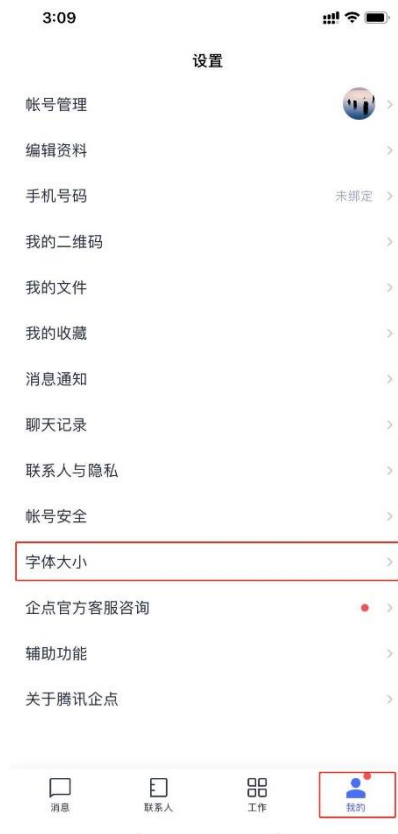 3:09
设置
帐号管理
编辑资料
手机号码 未绑定
我的二维码
我的文件
我的收藏
消息通知
聊天记录
联系人与隐私
帐号安全
字体大小
企点官方客服咨询
辅助功能
关于腾讯企点
消息 联系人 工作 我的